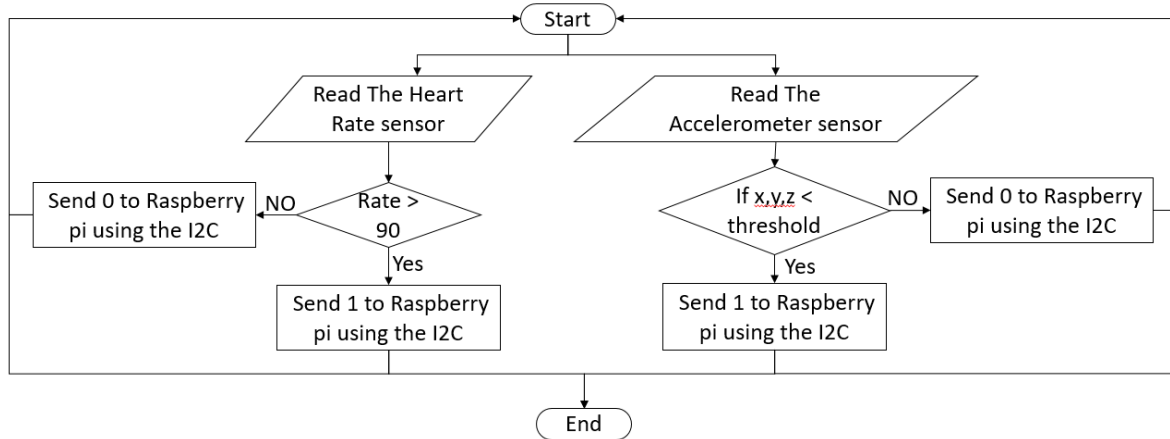 Start
Read The Heart
Rate sensor
Read The
Accelerometer sensor
Send 0 to Raspberry
pi using the I2C
NO
Rate >
90
If x,y,z <
threshold
NO
Send 0 to Raspberry
pi using the I2C
Yes
Yes
Send 1 to Raspberry
pi using the I2C
Send 1 to Raspberry
pi using the I2C
End